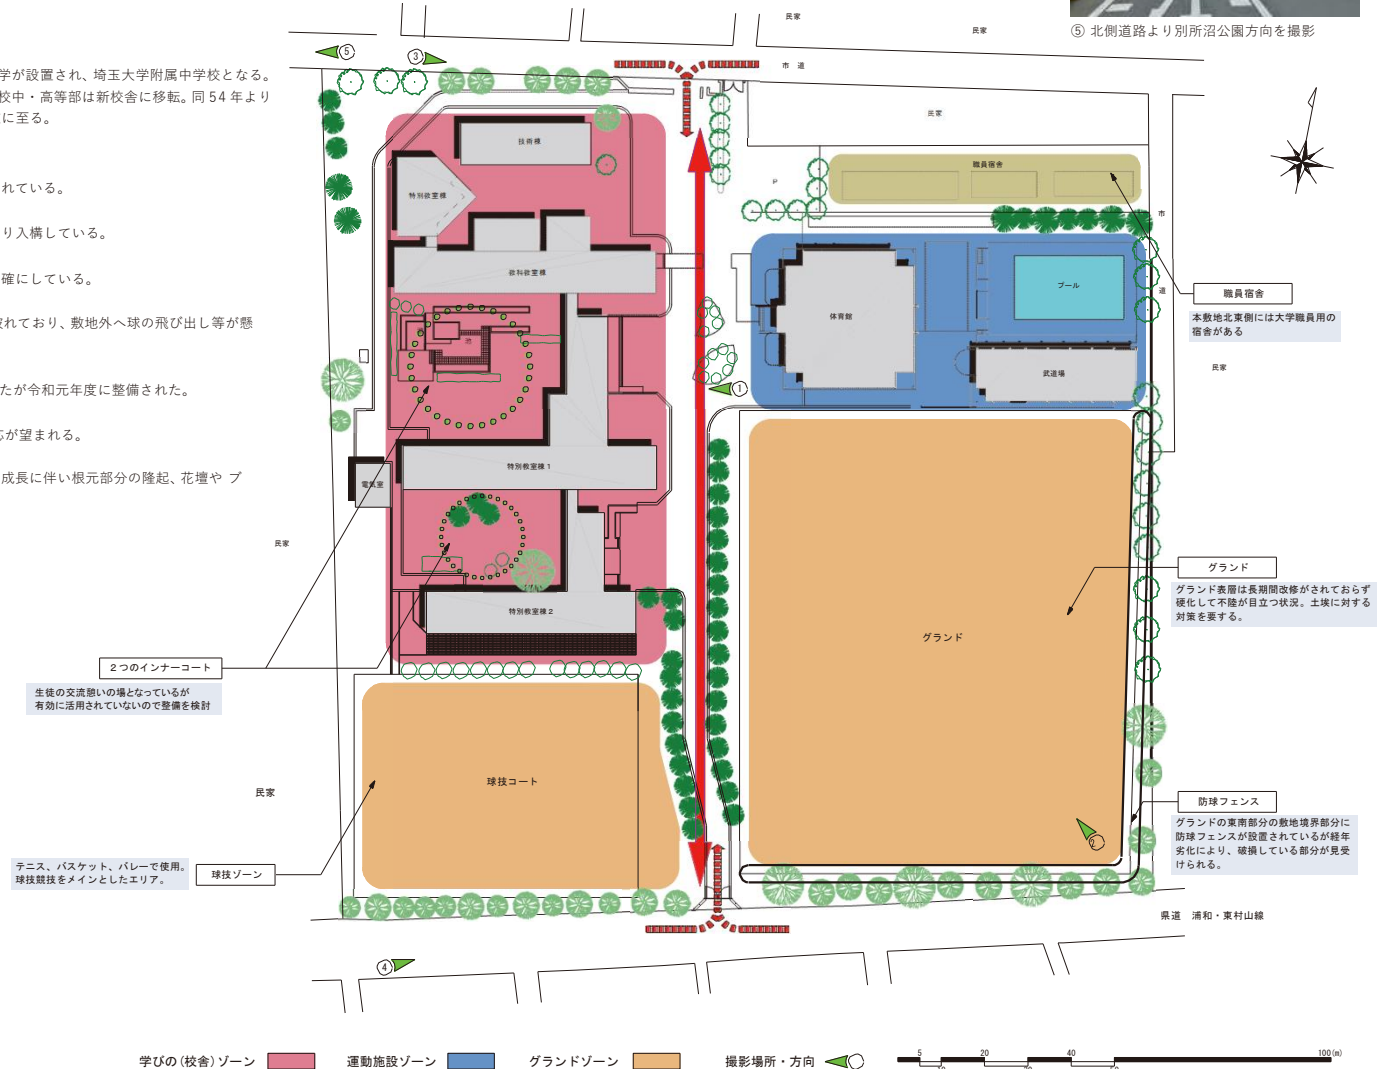 ⑤ 北側道路より別所沼公園方向を撮影
学が設置され、埼玉大学附属中学校となる。
校中・高等部は新校舎に移転。同 54 年より
に至る。
れている。
り入構している。
確にしている。
破れており、敷地外へ球の飛び出し等が懸
たが令和元年度に整備された。
応が望まれる。
成長に伴い根元部分の隆起、花壇や ブ
民家
民家
⑤
③
市 道
民家
技術棟
特別教室棟
教科教室棟
池
特別教室棟１
電気室
特別教室棟２
P
職員宿舎
市
道
プール
体育館
武道場
①
民家
職員宿舎
本敷地北東側には大学職員用の
宿舎がある
民家
グランド
グランド
グランド表層は長期間改修がされておらず
硬化して不陸が目立つ状況。土埃に対する
対策を要する。
２つのインナーコート
生徒の交流憩いの場となっているが
有効に活用されていないので整備を検討
球技コート
民家
球技ゾーン
テニス、バスケット、バレーで使用。
球技競技をメインとしたエリア。
②
防球フェンス
グランドの東南部分の敷地境界部分に
防球フェンスが設置されているが経年
劣化により、破損している部分が見受
けられる。
県道 浦和・東村山線
④
学びの(校舎)ゾーン
運動施設ゾーン
グランドゾーン
撮影場所・方向
5 20 40 100(m)